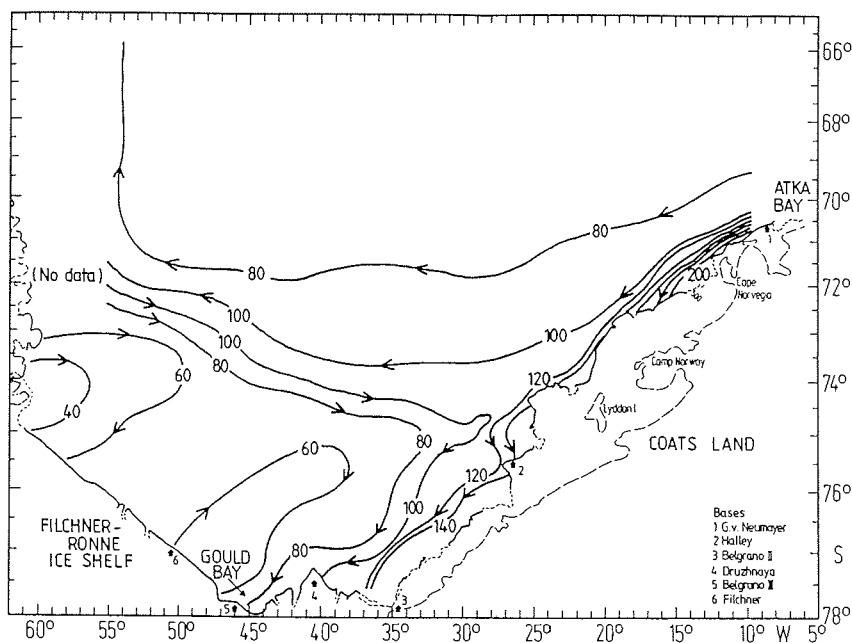 66°
68°
70°
72°
74°
76°
S
78°
60°
55°
50°
45°
40°
35°
30°
25°
20°
15°
10°
W
5°
ATKA
BAY
1
80
80
(No data)
200
Cape
Norvega
100
100
100
80
120
60
40
Camp Norway
Lyddan I
COATS LAND
80
60
120
2
100
140
FILCHNER-
RONNE
ICE SHELF
6
GOULD
BAY
80
5
4
3
Bases
1 G.v. Neumayer
2 Halley
3 Belgrano II
4 Druzhnaya
5 Belgrano
6 Filchner